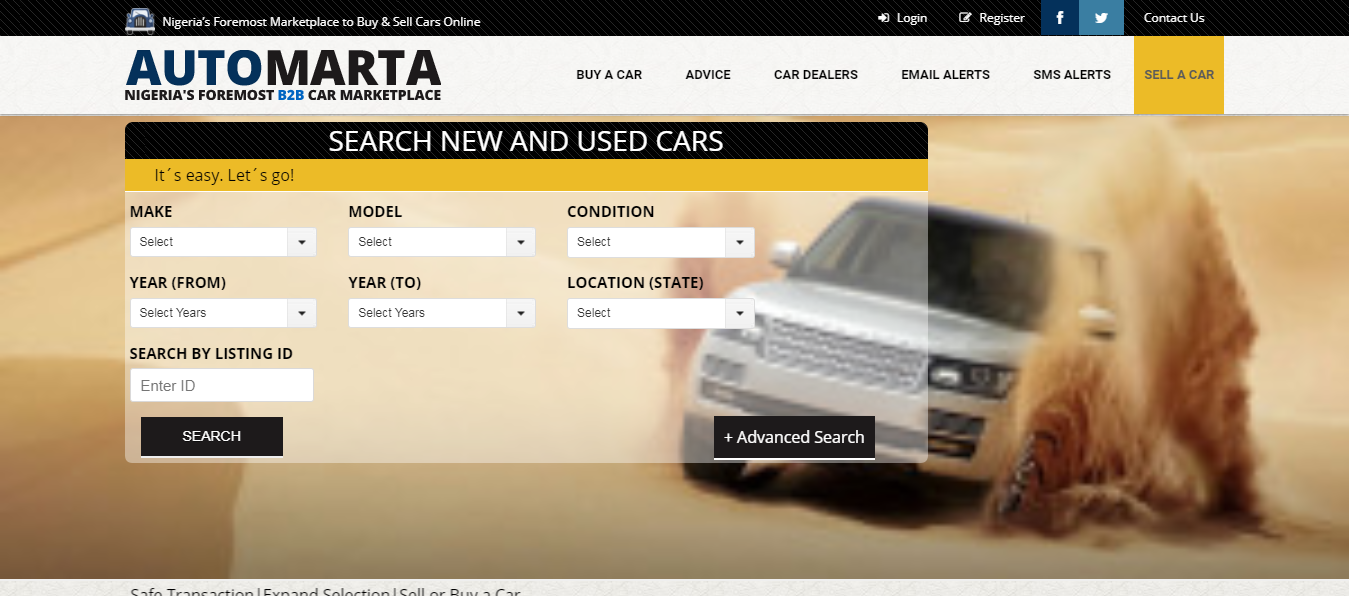 Nigeria's Foremost Marketplace to Buy & Sell Cars Online
Login
Register
Contact Us
AUTOMARTA
NIGERIA'S FOREMOST B2B CAR MARKETPLACE
BUY A CAR
ADVICE
CAR DEALERS
EMAIL ALERTS
SMS ALERTS
SELL A CAR
SEARCH NEW AND USED CARS
It´s easy. Let´s go!
MAKE
MODEL
CONDITION
Select
Select
Select
YEAR (FROM)
YEAR (TO)
LOCATION (STATE)
Select Years
Select Years
Select
SEARCH BY LISTING ID
Enter ID
SEARCH
+ Advanced Search
Safe Transaction|Expand Selection|Sell or Buy a Car